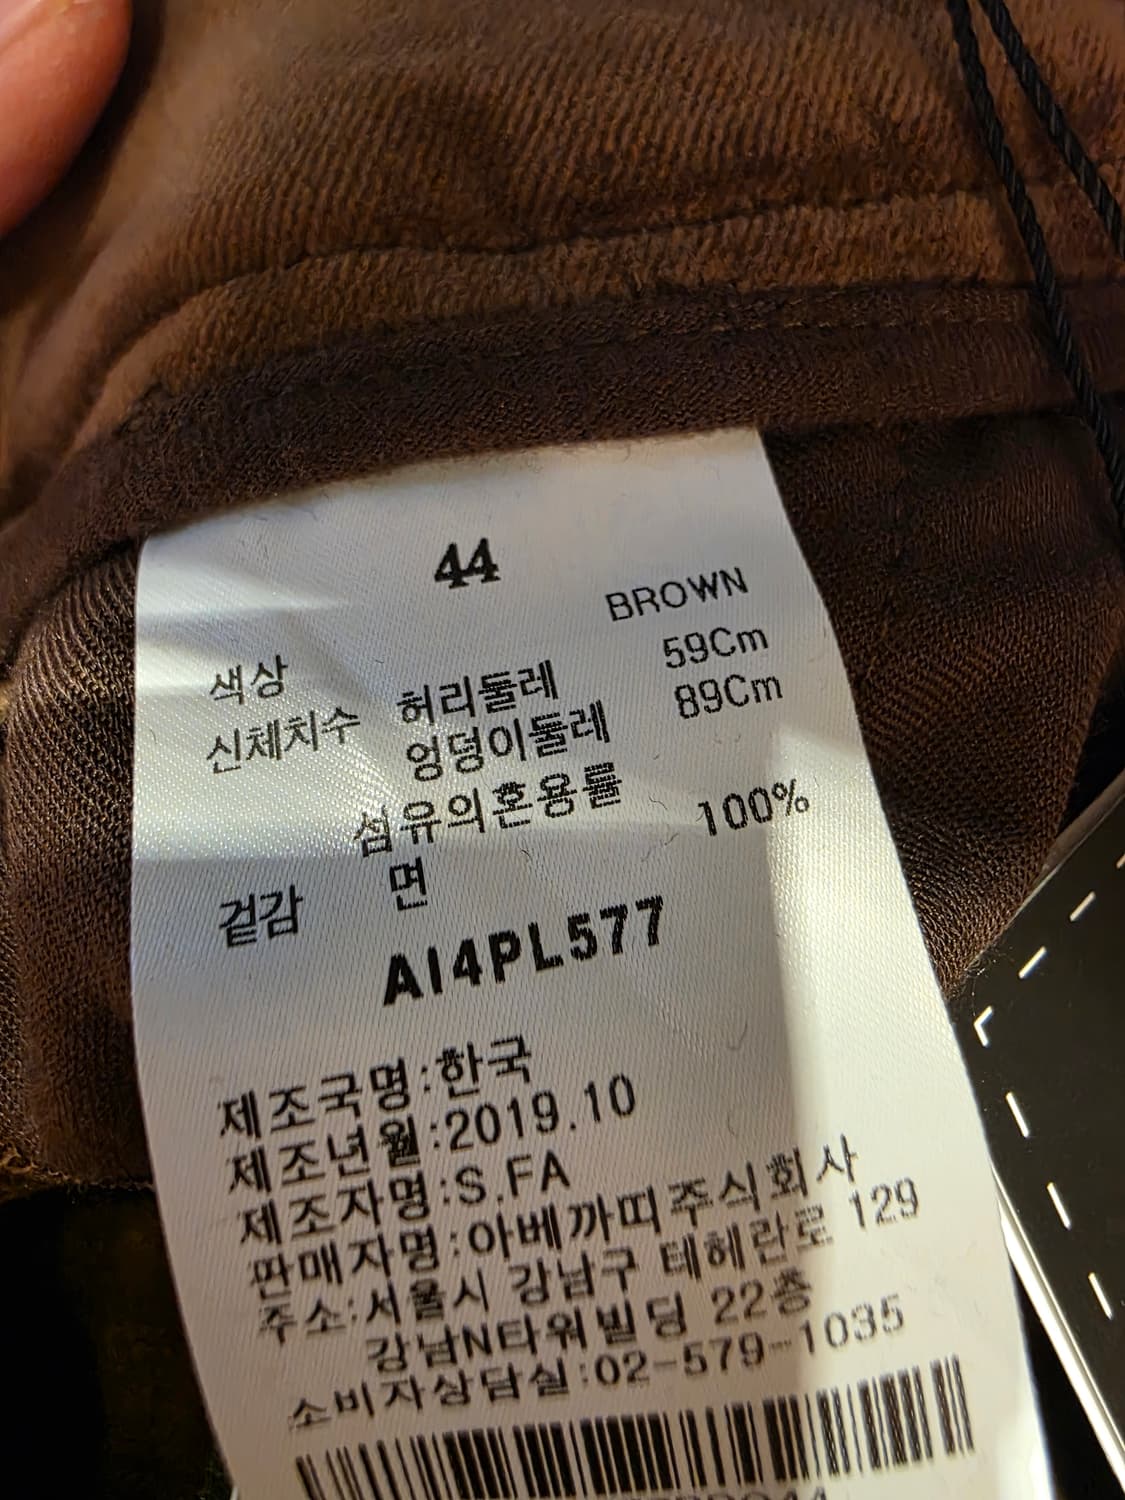 44
색상 BROWN
신체치수 허리둘레 59Cm
엉덩이둘레 89Cm
섬유의혼용률
겉감 면 100%
AI4PL577
제조국명:한국
제조년월:2019.10
제조자명:S.FA
판매자명:아베까띠주식회사
주소:서울시 강남구 테헤란로 129
강남N타워빌딩 22층
소비자상담실:02-579-1035